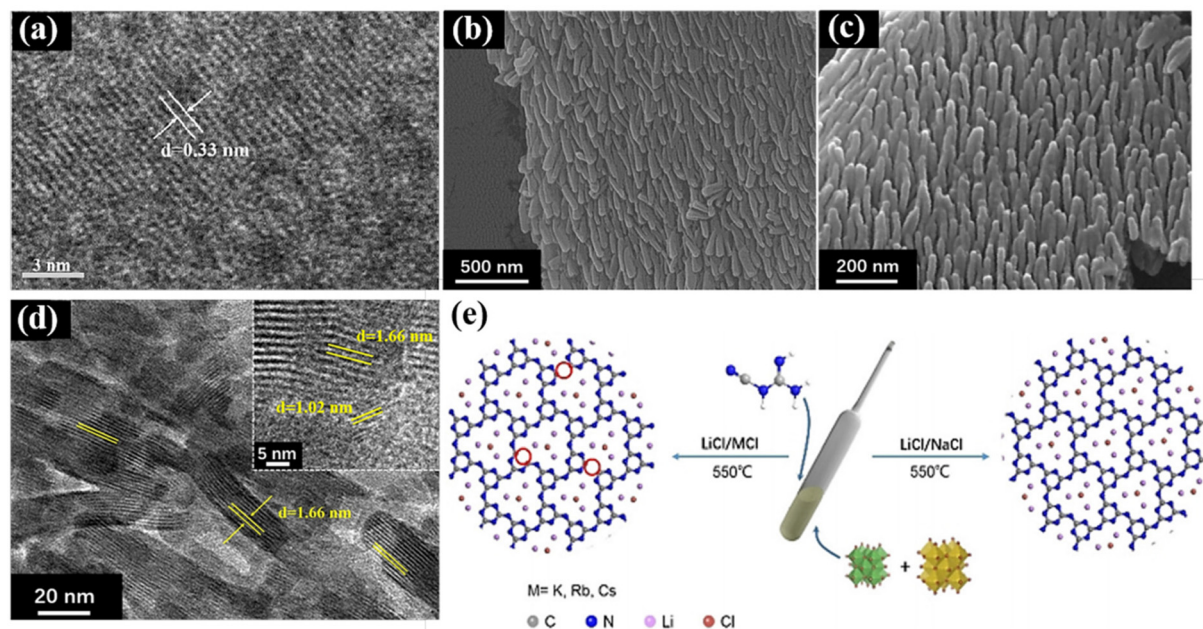 (a)
d=0.33 nm
3 nm
(b)
500 nm
(c)
200 nm
(d)
d=1.66 nm
20 nm
d=1.66 nm
d=1.02 nm
5 nm
(e)
LiCl/MCl
550℃
LiCl/NaCl
550℃
+
M= K, Rb, Cs
C N Li Cl